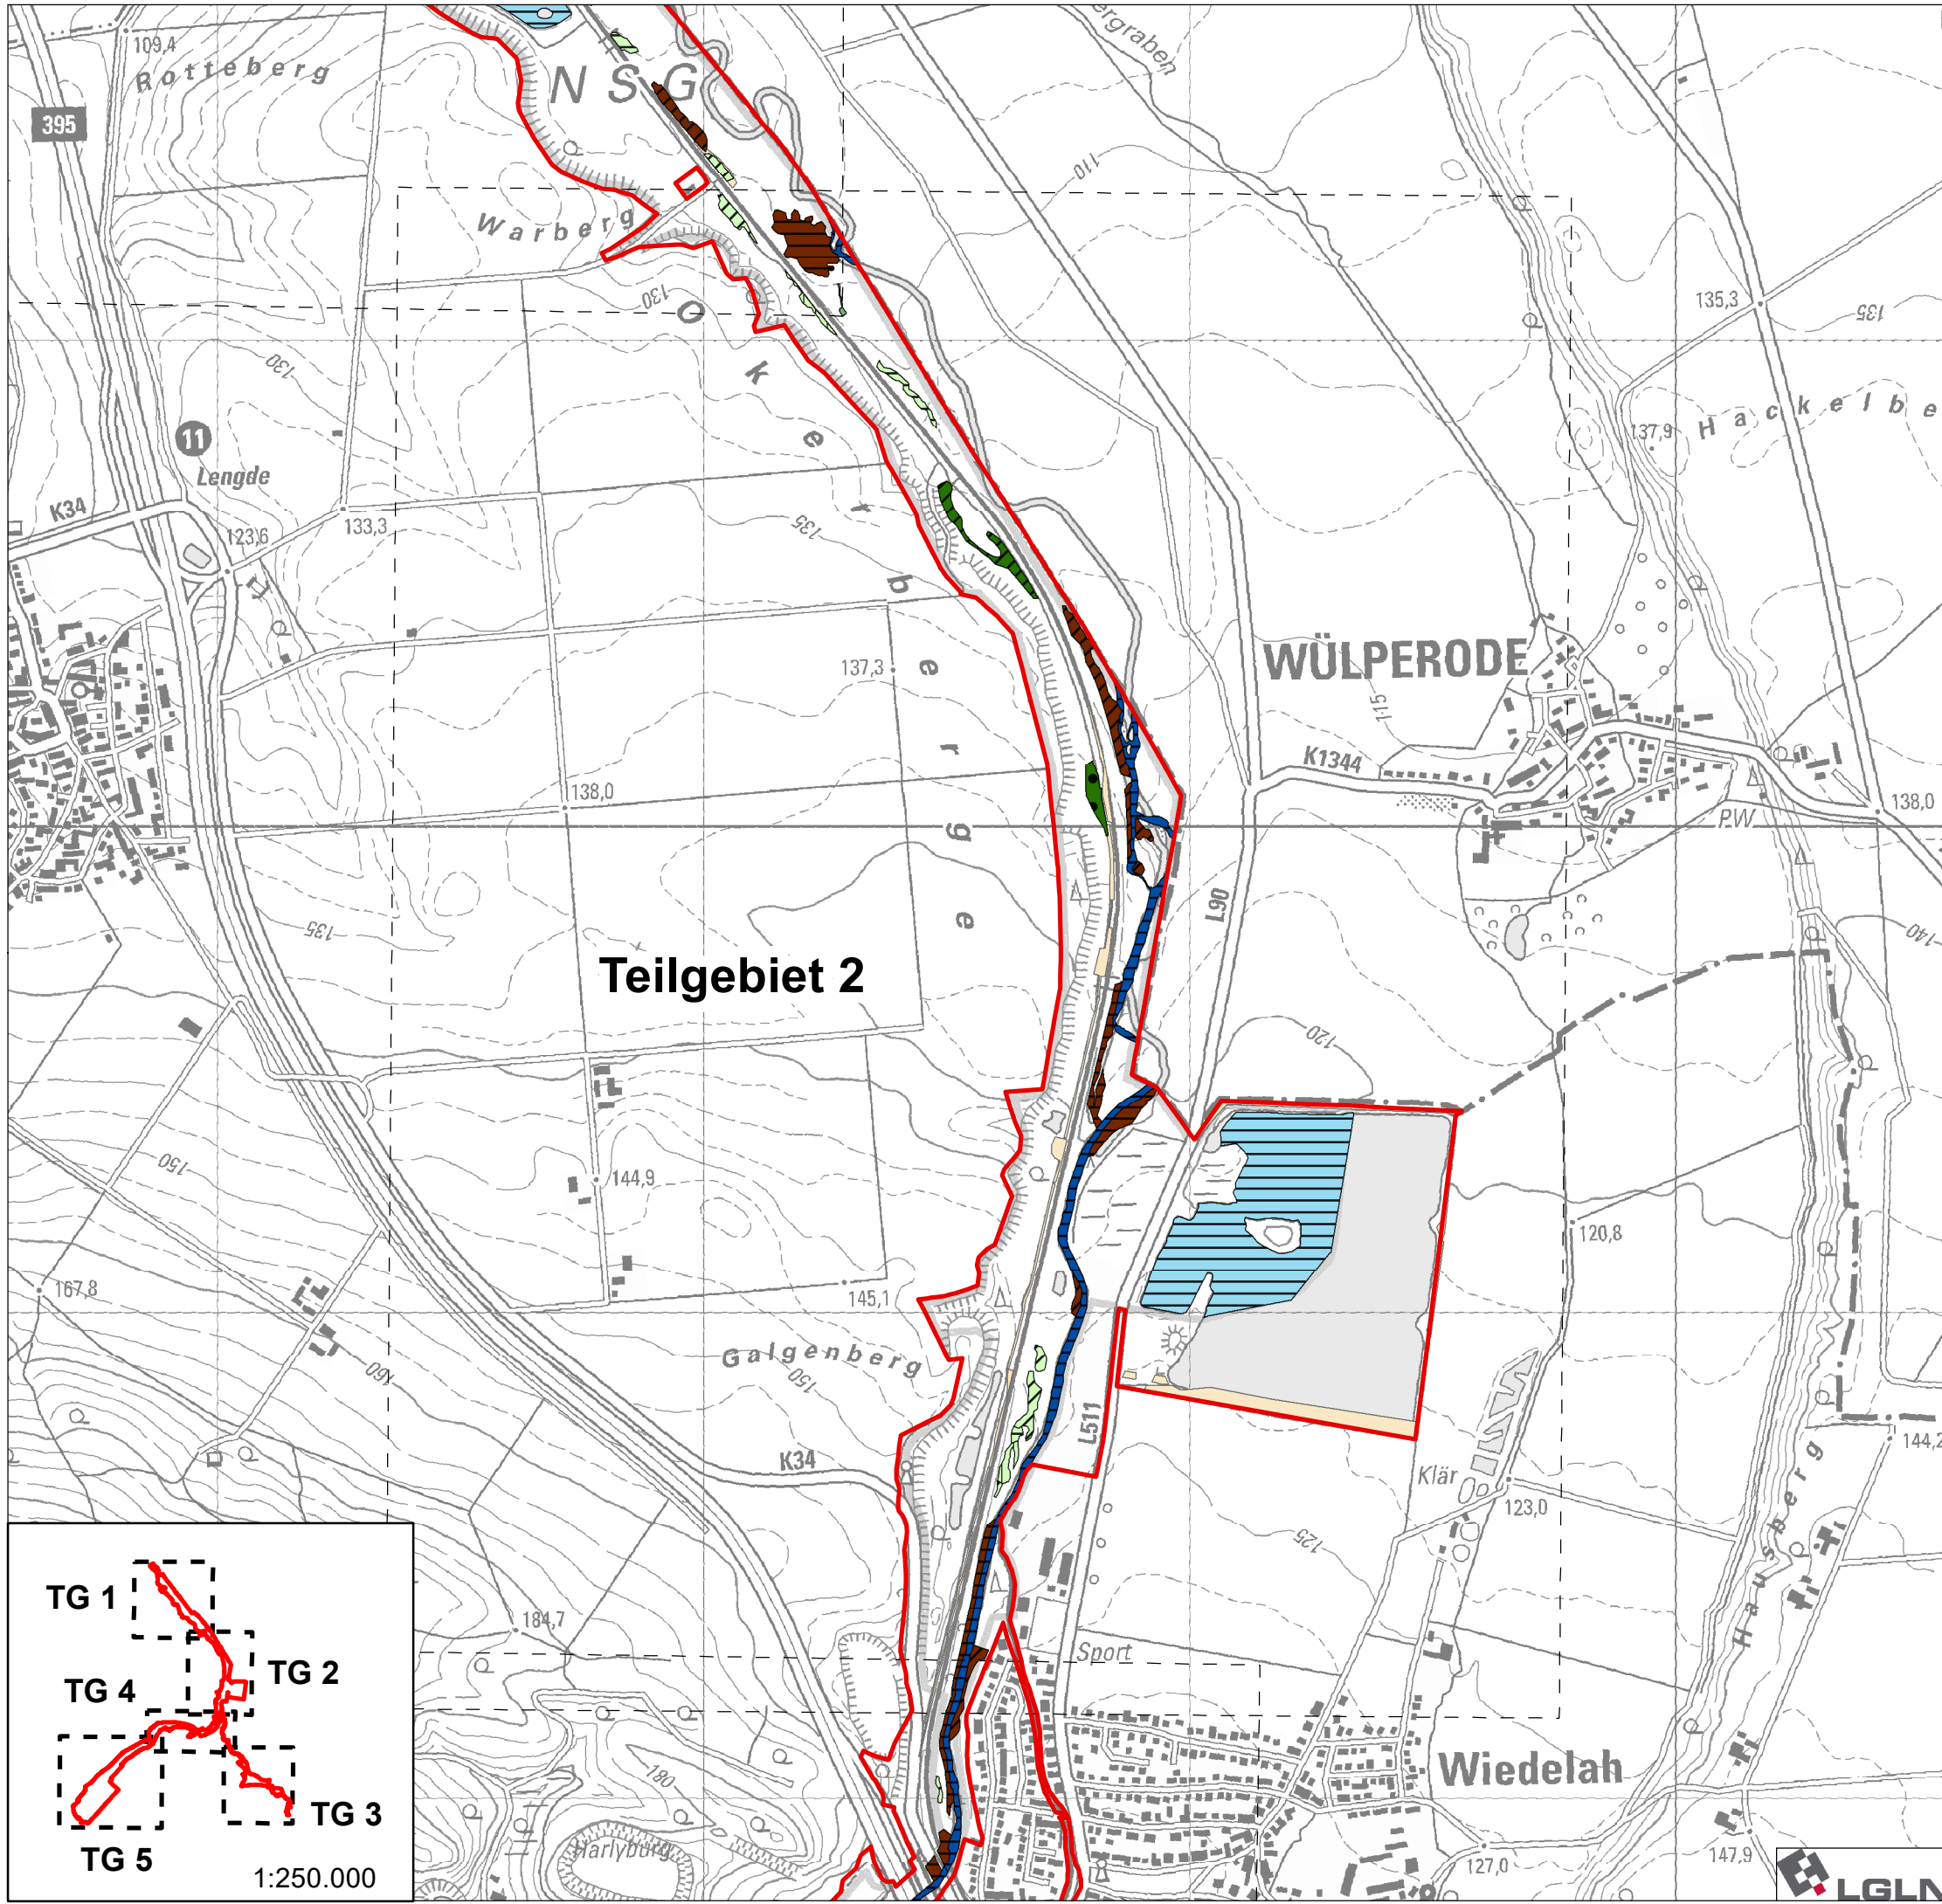 109,4
Rotteberg
395
NSG
ergraben
110
Warberg
130
Okerberge
135,3
135
130
Hackelbe
137,9
11
Lengde
K34
123,6
133,3
135
WÜLPERODE
137,3
115
K1344
138,0
138,0
PW
L90
135
140
Teilgebiet 2
120
150
144,9
120,8
167,8
145,1
Galgenberg
150
160
L511
K34
Klär
144,2
123,0
125
Hausberg
184,7
Sport
TG 1
TG 2
TG 4
TG 3
TG 5
1:250.000
180
Wiedelah
Harlyburg
127,0
147,9
LGLN